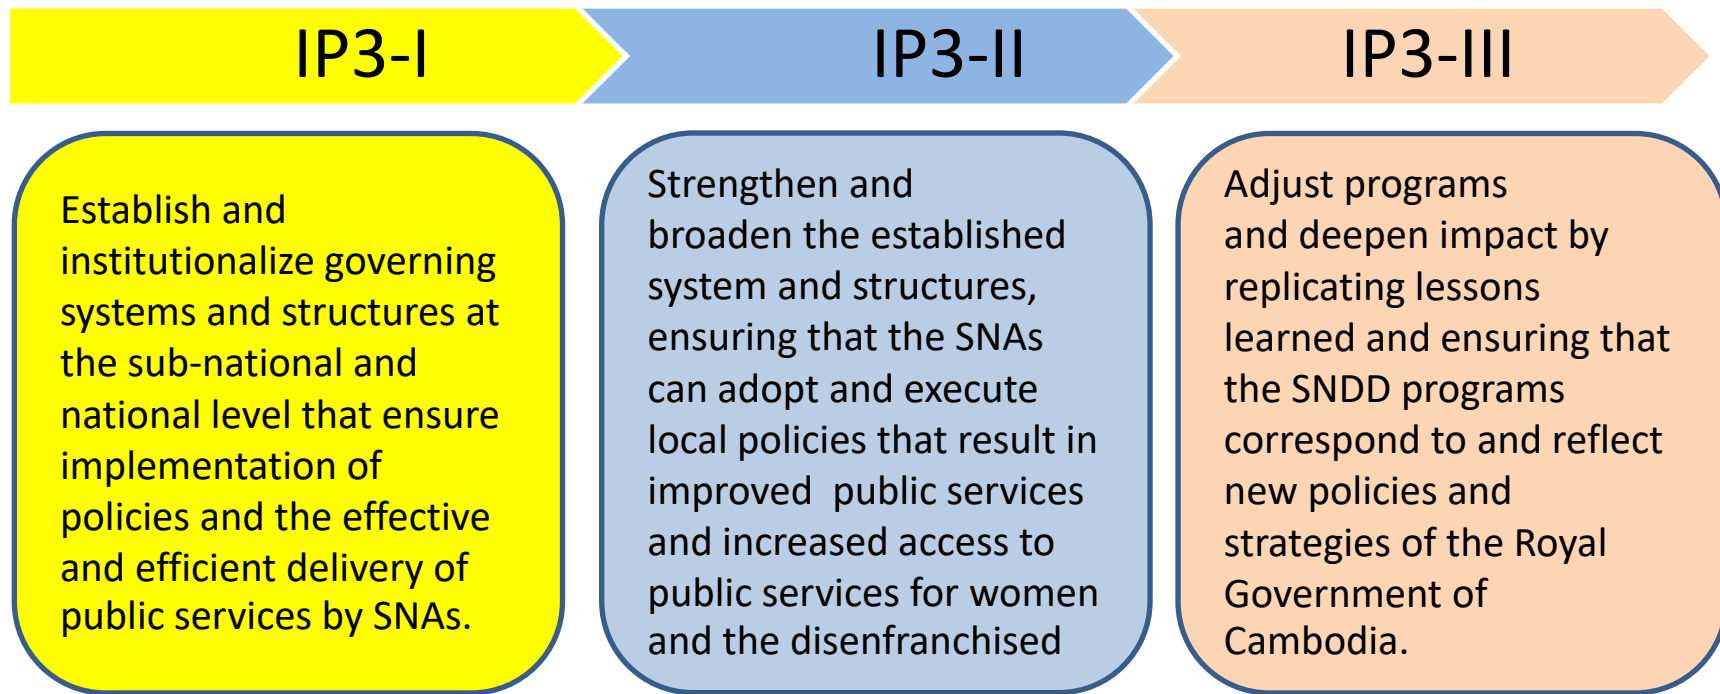 IP3-I
IP3-II
IP3-III
Establish and
institutionalize governing
systems and structures at
the sub-national and
national level that ensure
implementation of
policies and the effective
and efficient delivery of
public services by SNAs.
Strengthen and
broaden the established
system and structures,
ensuring that the SNAs
can adopt and execute
local policies that result in
improved  public services
and increased access to
public services for women
and the disenfranchised
Adjust programs
and deepen impact by
replicating lessons
learned and ensuring that
the SNDD programs
correspond to and reflect
new policies and
strategies of the Royal
Government of
Cambodia.